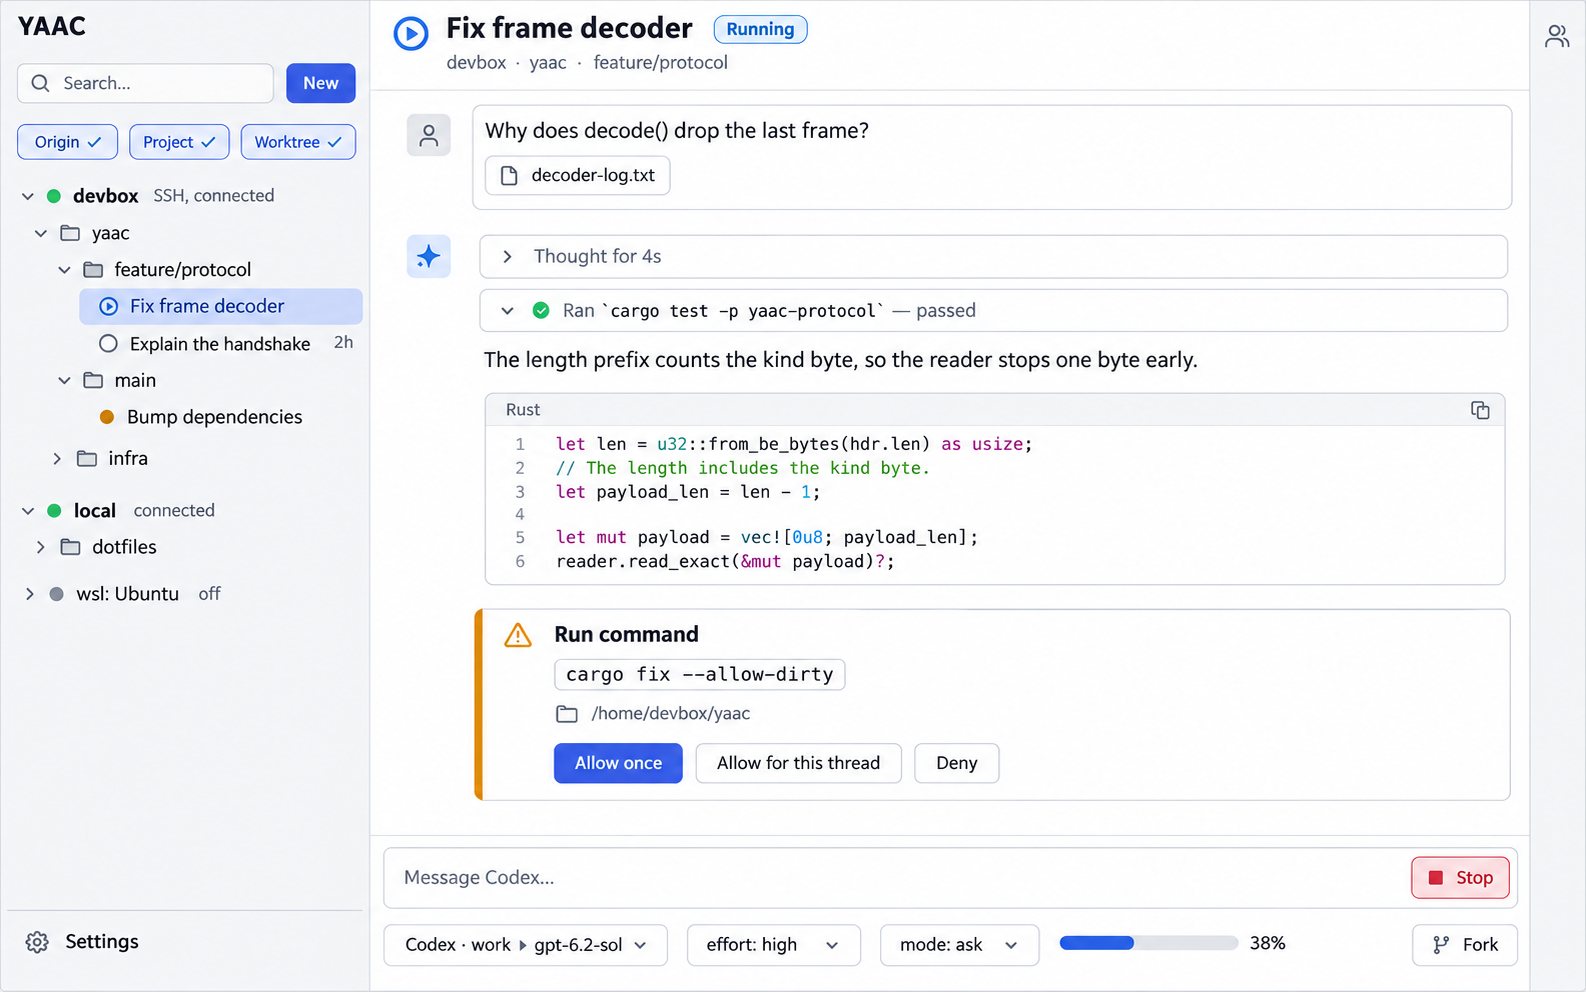 YAAC
Search...
New
Origin
Project
Worktree
devbox SSH, connected
yaac
feature/protocol
Fix frame decoder
Explain the handshake 2h
main
Bump dependencies
infra
local connected
dotfiles
wsl: Ubuntu off
Settings
Fix frame decoder Running
devbox · yaac · feature/protocol
Why does decode() drop the last frame?
decoder-log.txt
Thought for 4s
Ran `cargo test -p yaac-protocol` — passed
The length prefix counts the kind byte, so the reader stops one byte early.
Rust
1 let len = u32::from_be_bytes(hdr.len) as usize;
2 // The length includes the kind byte.
3 let payload_len = len - 1;
4
5 let mut payload = vec![0u8; payload_len];
6 reader.read_exact(&mut payload)?;
Run command
cargo fix --allow-dirty
/home/devbox/yaac
Allow once
Allow for this thread
Deny
Message Codex...
Stop
Codex · work ▸ gpt-6.2-sol
effort: high
mode: ask
38%
Fork